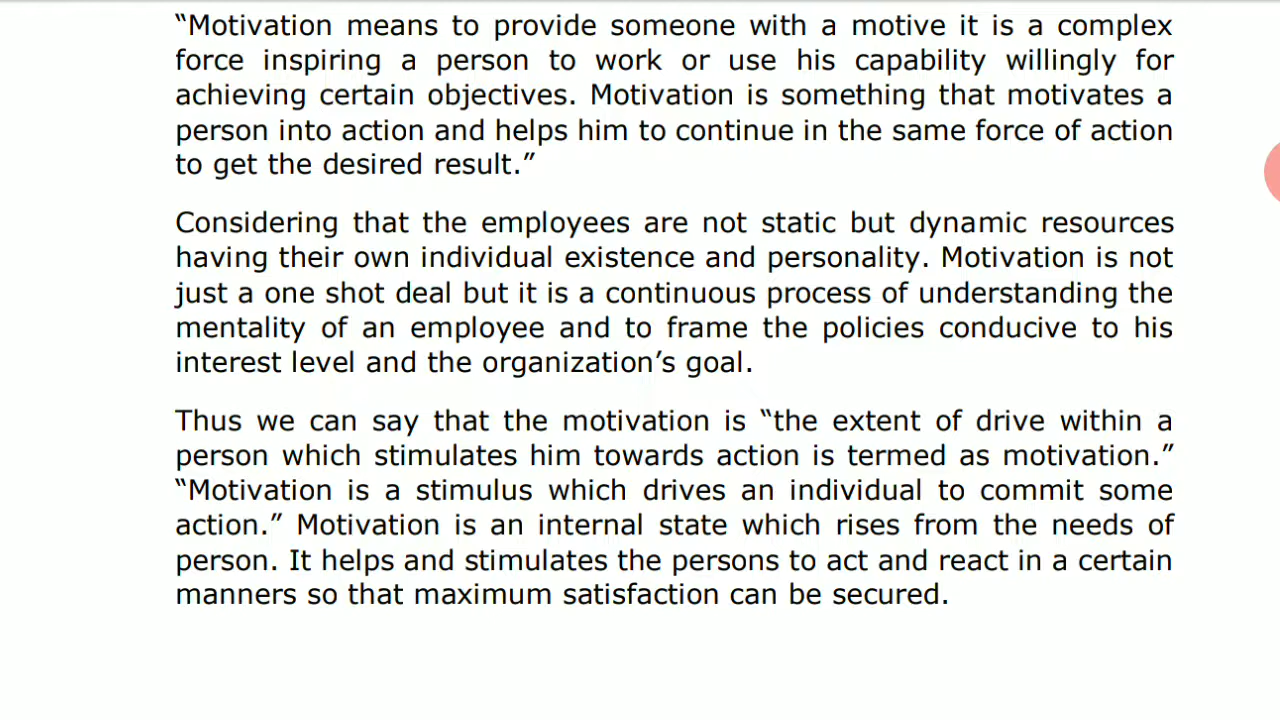 “Motivation means to provide someone with a motive it is a complex
force inspiring a person to work or use his capability willingly for
achieving certain objectives. Motivation is something that motivates a
person into action and helps him to continue in the same force of action
to get the desired result.”
Considering that the employees are not static but dynamic resources
having their own individual existence and personality. Motivation is not
just a one shot deal but it is a continuous process of understanding the
mentality of an employee and to frame the policies conducive to his
interest level and the organization’s goal.
Thus we can say that the motivation is “the extent of drive within a
person which stimulates him towards action is termed as motivation.”
“Motivation is a stimulus which drives an individual to commit some
action.” Motivation is an internal state which rises from the needs of
person. It helps and stimulates the persons to act and react in a certain
manners so that maximum satisfaction can be secured.